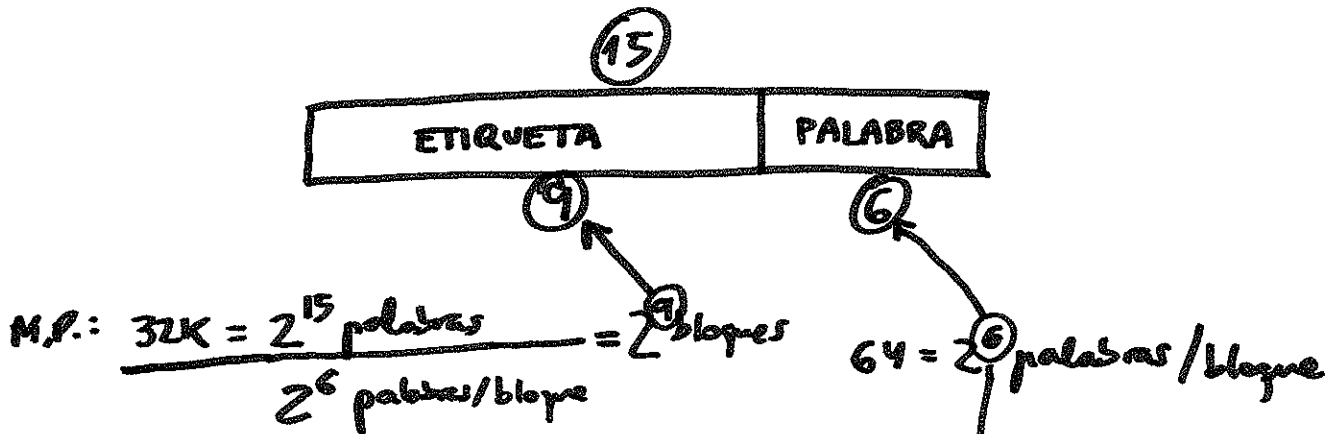 15
ETIQUETA PALABRA
9 6
M.P.: 32K = 2^15 palabras / 2^6 palabras/bloque = 2^9 bloques
64 = 2^6 palabras/bloque